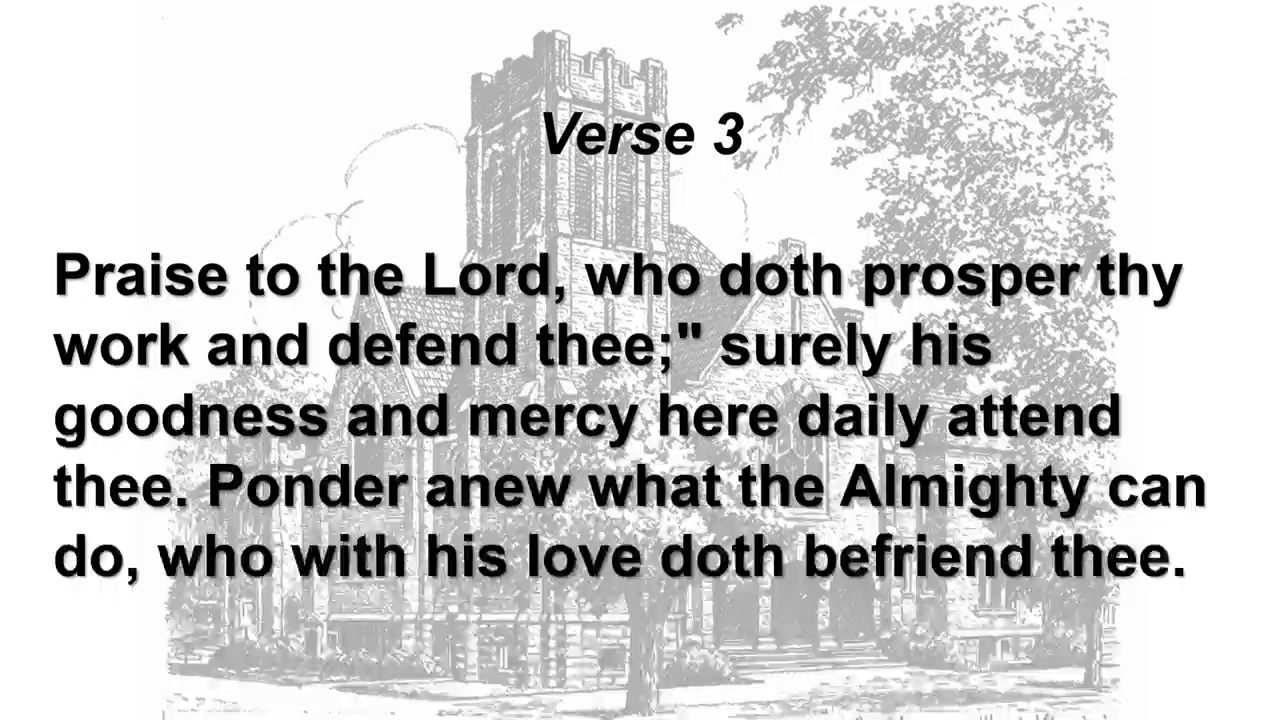 Verse 3
Praise to the Lord, who doth prosper thy
work and defend thee;" surely his
goodness and mercy here daily attend
thee. Ponder anew what the Almighty can
do, who with his love doth befriend thee.